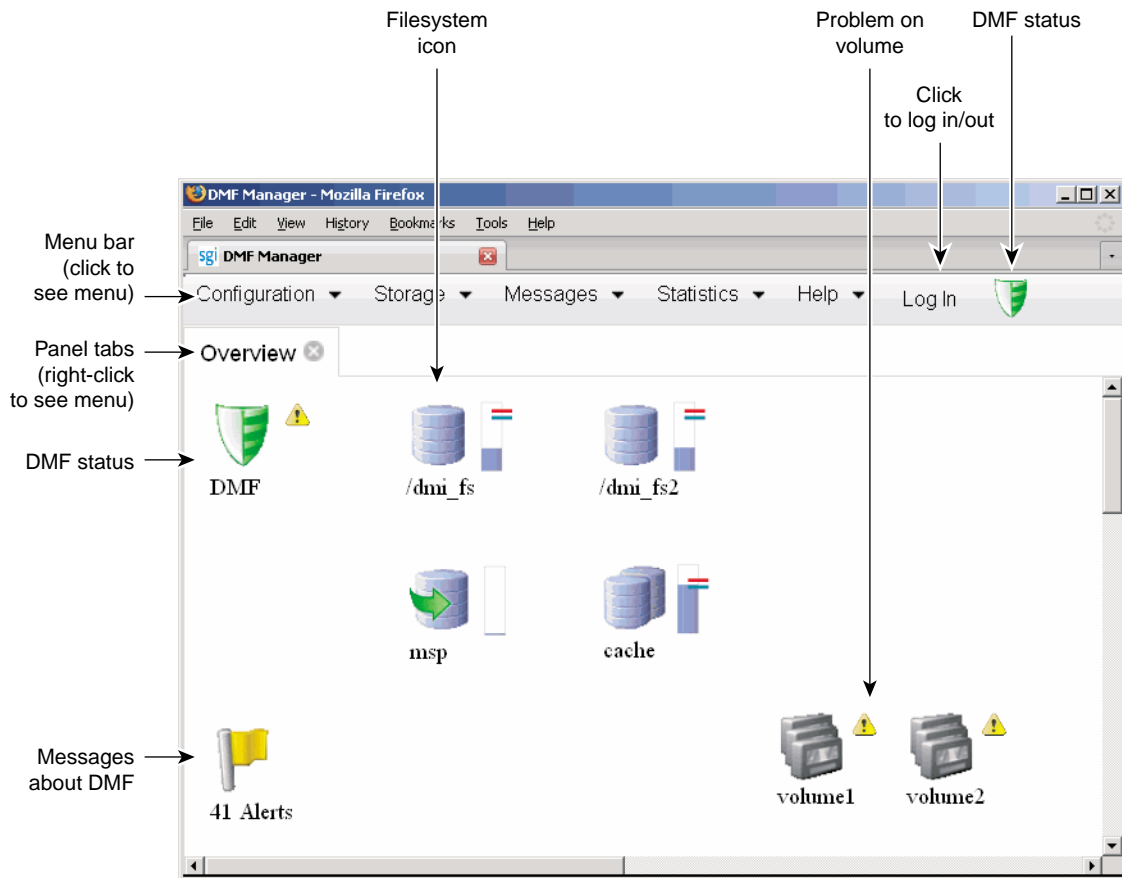 Filesystem
icon
Problem on
volume
DMF status
Click
to log in/out
DMF Manager - Mozilla Firefox
File Edit View History Bookmarks Tools Help
sgi DMF Manager
Menu bar
(click to
see menu)
Configuration Storage Messages Statistics Help Log In
Panel tabs
(right-click
to see menu)
Overview
DMF status
DMF
/dmi_fs
/dmi_fs2
msp
cache
Messages
about DMF
41 Alerts
volume1
volume2